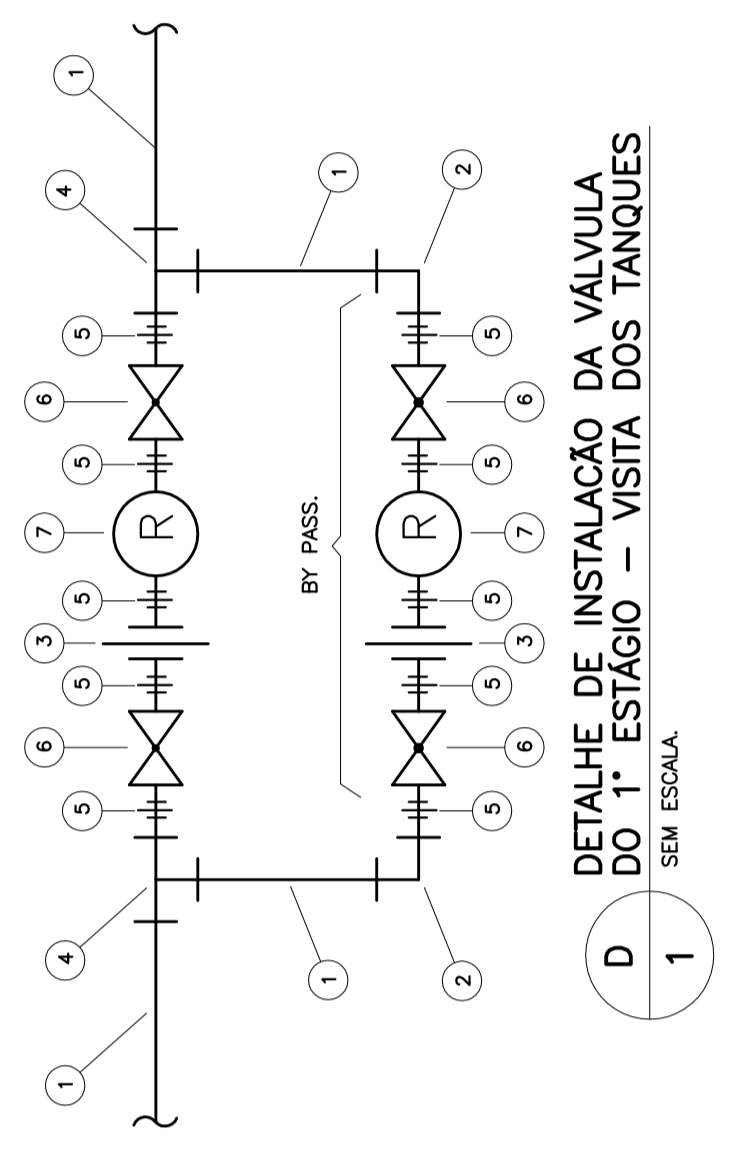 6 3 7 6
1 4 5 5 5 5 5 4 1
R
BY PASS.
1 1
R
2 5 5 5 5 5 2
6 3 7 6
DETALHE DE INSTALACÃO DA VÁLVULA
DO 1° ESTÁGIO – VISITA DOS TANQUES
D
1
SEM ESCALA.